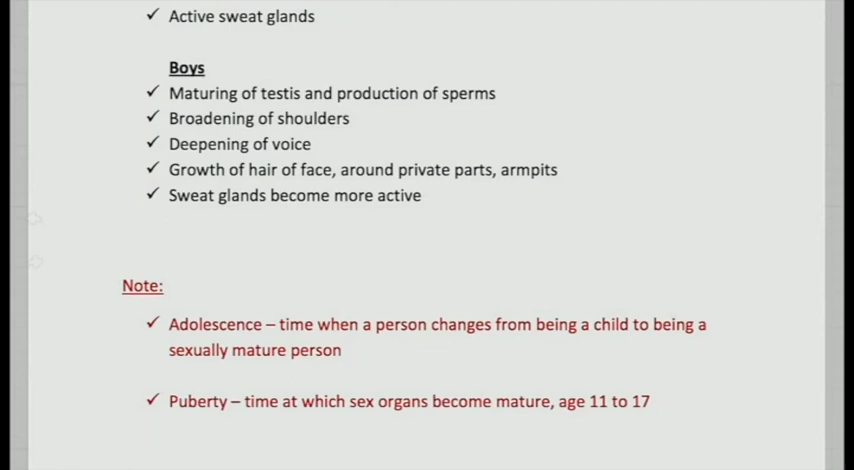 ✓ Active sweat glands
Boys
✓ Maturing of testis and production of sperms
✓ Broadening of shoulders
✓ Deepening of voice
✓ Growth of hair of face, around private parts, armpits
✓ Sweat glands become more active
Note:
✓ Adolescence – time when a person changes from being a child to being a
sexually mature person
✓ Puberty – time at which sex organs become mature, age 11 to 17